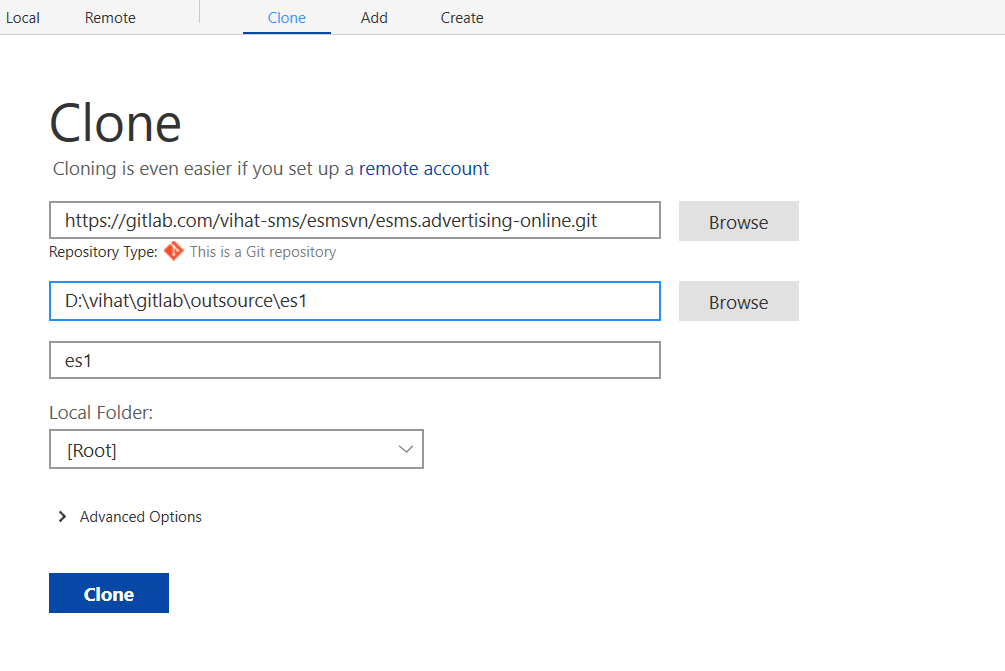 Local Remote Clone Add Create
Clone
Cloning is even easier if you set up a remote account
https://gitlab.com/vihat-sms/esmsvn/esms.advertising-online.git Browse
Repository Type: This is a Git repository
D:\vihat\gitlab\outsource\es1 Browse
es1
Local Folder:
[Root]
Advanced Options
Clone